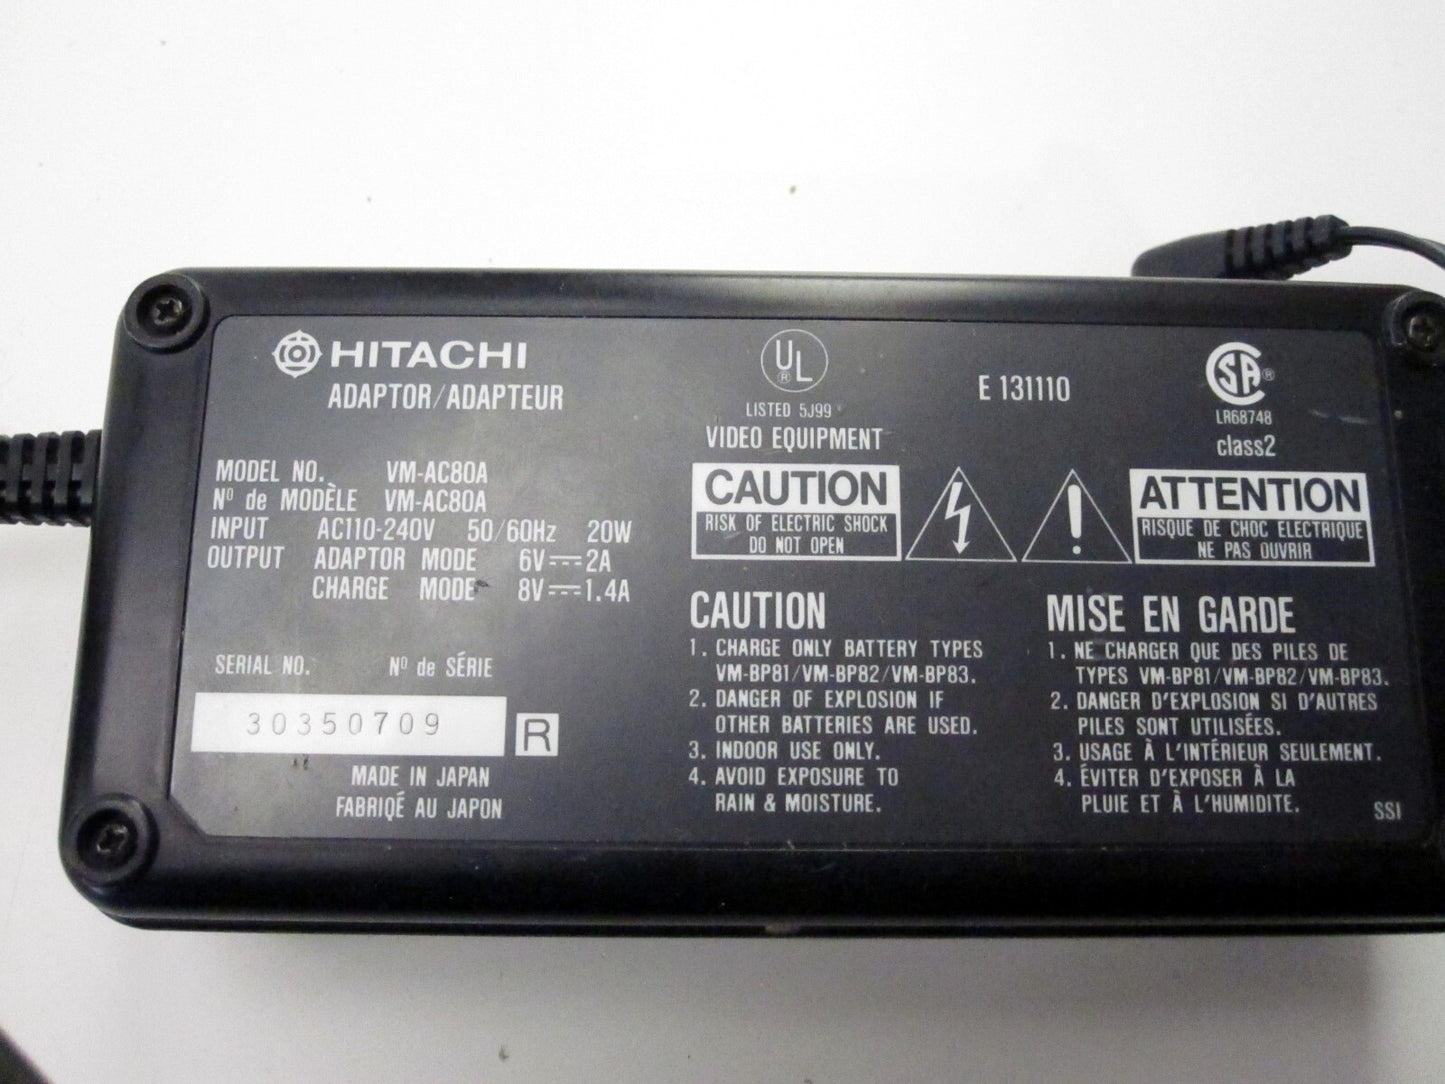 HITACHI
ADAPTOR/ADAPTEUR
MODEL NO. VM-AC80A
Nº de MODÈLE VM-AC80A
INPUT AC110-240V 50/60Hz 20W
OUTPUT ADAPTOR MODE 6V⎓2A
CHARGE MODE 8V⎓1.4A
SERIAL NO. Nº de SÉRIE
30350709 R
MADE IN JAPAN
FABRIQÉ AU JAPON
UL ®
LISTED 5J99
VIDEO EQUIPMENT
E 131110
SA ®
LR68748
class2
CAUTION
RISK OF ELECTRIC SHOCK
DO NOT OPEN
!
ATTENTION
RISQUE DE CHOC ELECTRIQUE
NE PAS OUVRIR
CAUTION
1. CHARGE ONLY BATTERY TYPES
VM-BP81/VM-BP82/VM-BP83.
2. DANGER OF EXPLOSION IF
OTHER BATTERIES ARE USED.
3. INDOOR USE ONLY.
4. AVOID EXPOSURE TO
RAIN & MOISTURE.
MISE EN GARDE
1. NE CHARGER QUE DES PILES DE
TYPES VM-BP81/VM-BP82/VM-BP83.
2. DANGER D'EXPLOSION SI D'AUTRES
PILES SONT UTILISÉES.
3. USAGE À L'INTÉRIEUR SEULEMENT.
4. ÉVITER D'EXPOSER À LA
PLUIE ET À L'HUMIDITE.
SSI